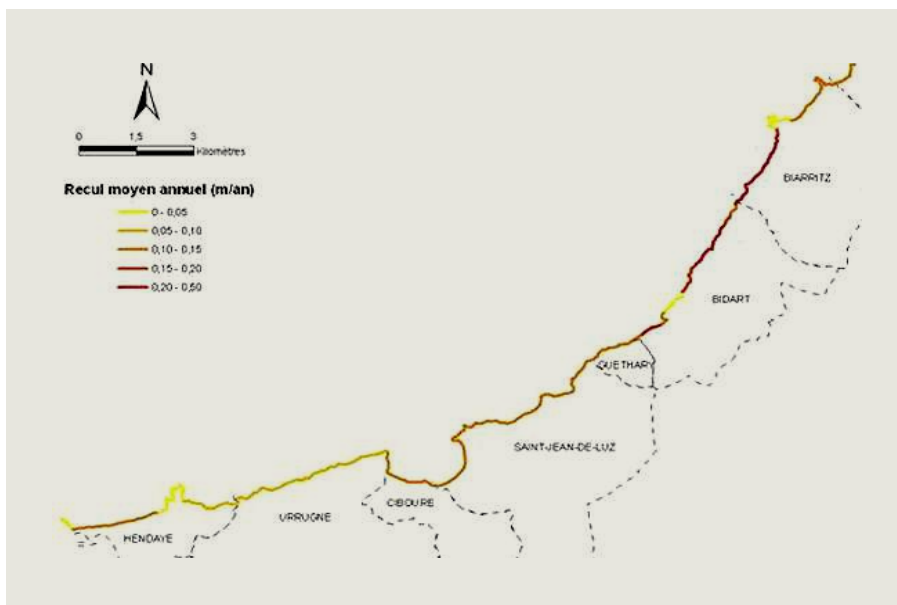 N
0 1,5 3
Kilomètres
Recul moyen annuel (m/an)
0 - 0,05
0,05 - 0,10
0,10 - 0,15
0,15 - 0,20
0,20 - 0,50
BIARRITZ
BIDART
GUETHARY
SAINT-JEAN-DE-LUZ
CIBOURE
URRUGNE
HENDAYE